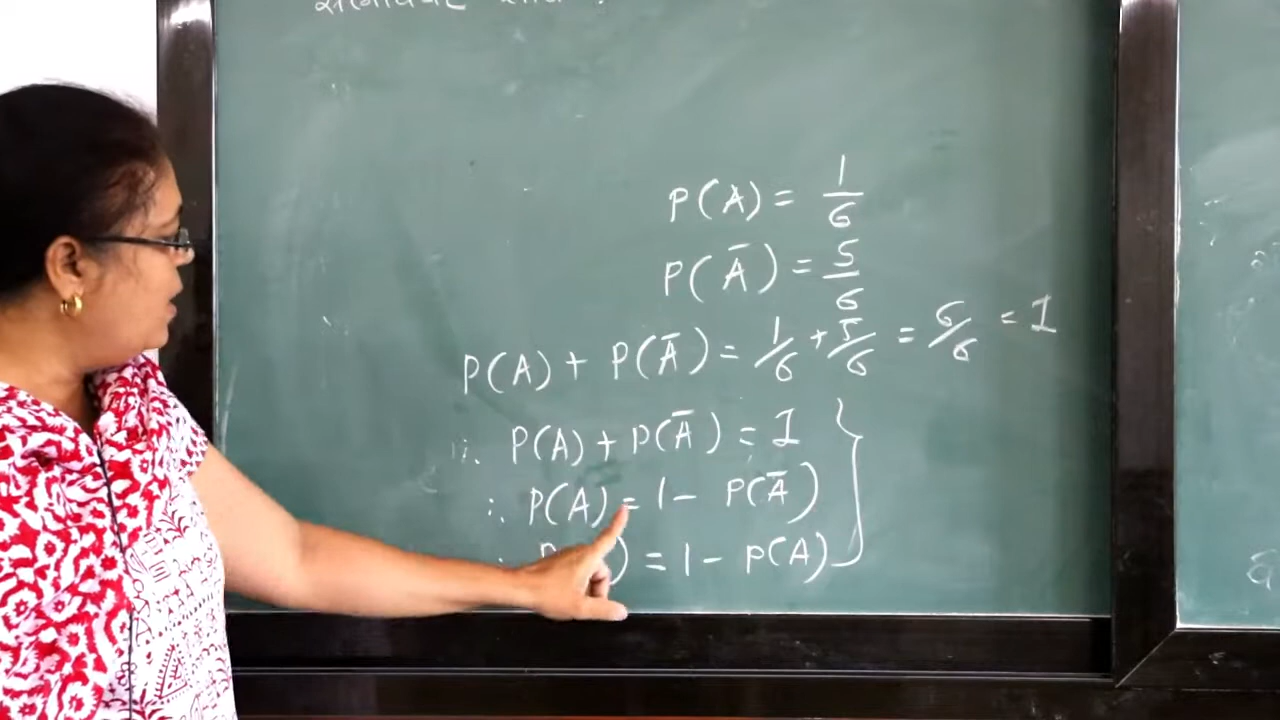 P(A) = 1/6
P(Ā) = 5/6
P(A) + P(Ā) = 1/6 + 5/6 = 6/6 = 1
∴ P(A) + P(Ā) = 1
∴ P(A) = 1 - P(Ā)
) = 1 - P(A)